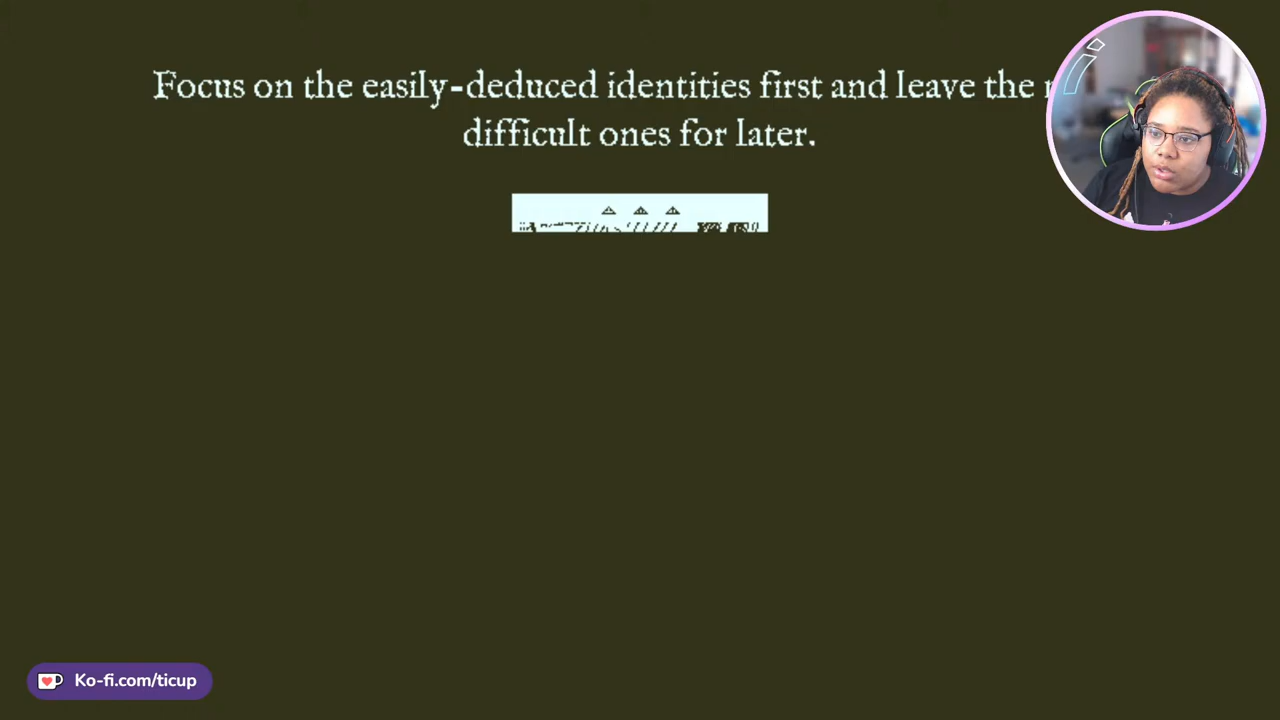 Focus on the easily-deduced identities first and leave the
difficult ones for later.
Ko-fi.com/ticup